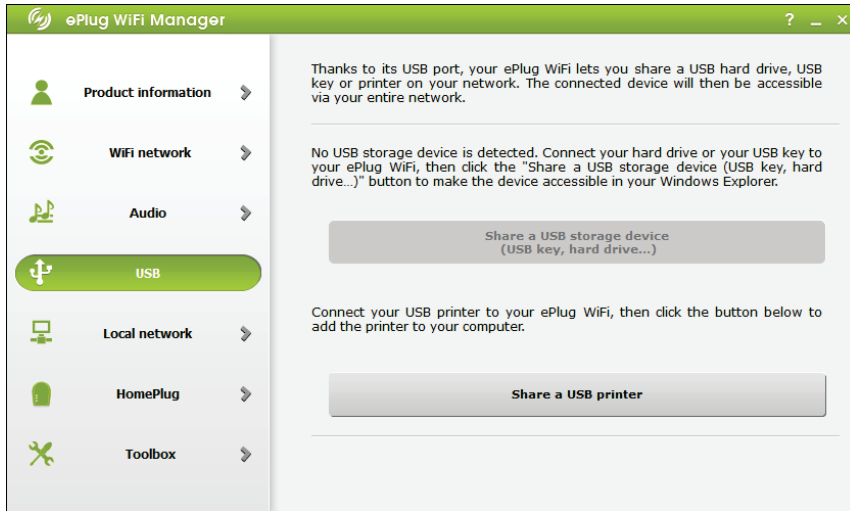 ePlug WiFi Manager
? _ ×
Product information
WiFi network
Audio
USB
Local network
HomePlug
Toolbox
Thanks to its USB port, your ePlug WiFi lets you share a USB hard drive, USB
key or printer on your network. The connected device will then be accessible
via your entire network.
No USB storage device is detected. Connect your hard drive or your USB key to
your ePlug WiFi, then click the "Share a USB storage device (USB key, hard
drive...)" button to make the device accessible in your Windows Explorer.
Share a USB storage device
(USB key, hard drive...)
Connect your USB printer to your ePlug WiFi, then click the button below to
add the printer to your computer.
Share a USB printer